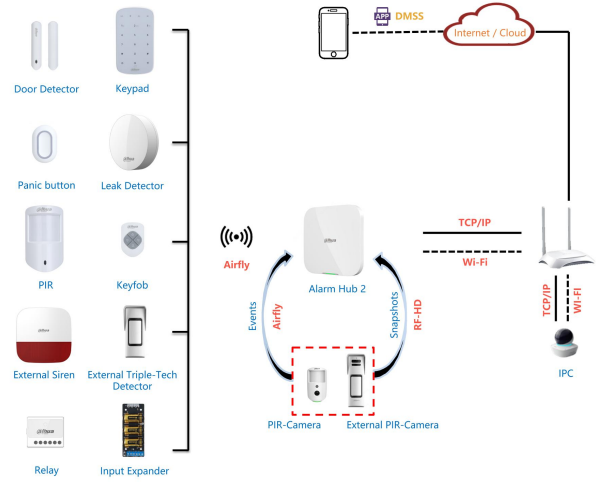 APP DMSS
Internet / Cloud
Door Detector
Keypad
Panic button
Leak Detector
alhua
PIR
Keyfob
Airfly
Alarm Hub 2
TCP/IP
Wi-Fi
TCP/IP
WI-FI
IPC
Events
Airfly
Snapshots
RF-HD
PIR-Camera
External PIR-Camera
External Siren
External Triple-Tech
Detector
Relay
Input Expander